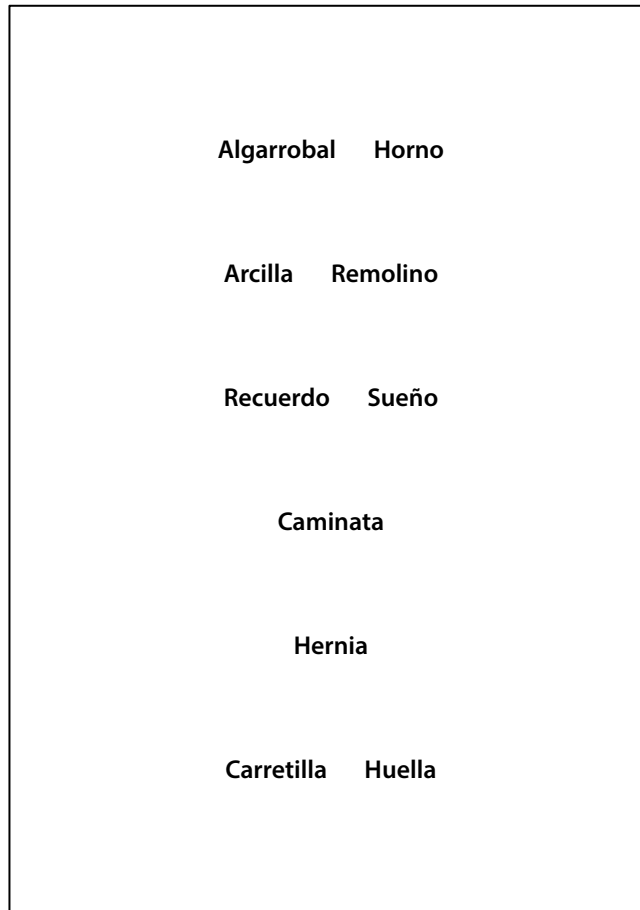 Algarrobal Horno
Arcilla Remolino
Recuerdo Sueño
Caminata
Hernia
Carretilla Huella